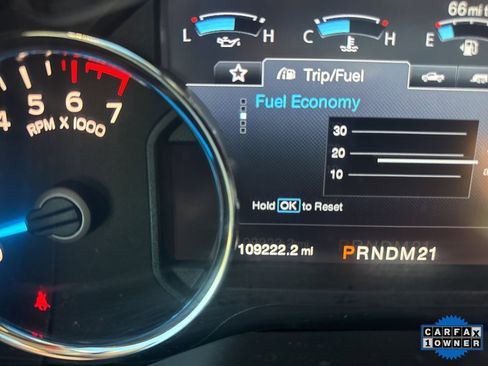 66 mi t
L H C H E
Trip/Fuel
Fuel Economy
4 5 6 7
RPM X 1000
30
20
10
Hold OK to Reset
109222.2 mi PRNDM21
CARFAX
1 OWNER